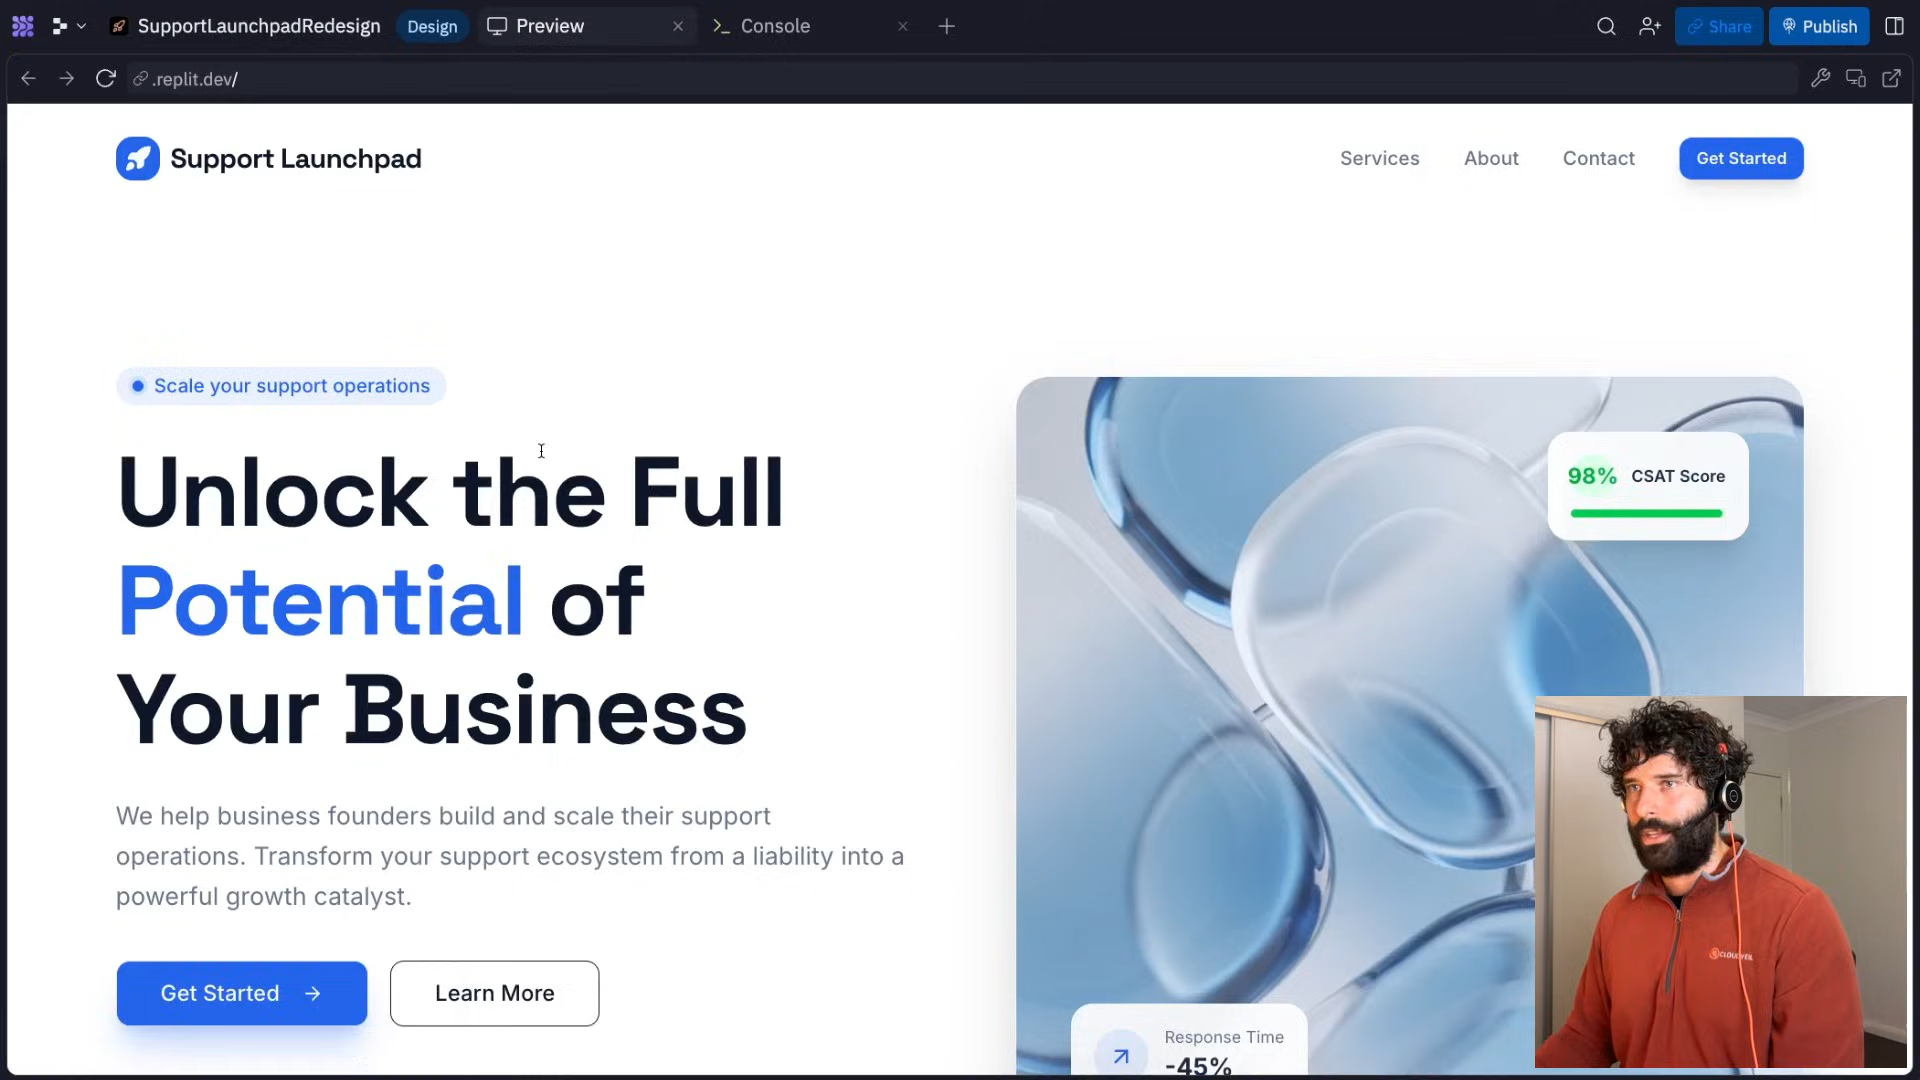 SupportLaunchpadRedesign
Design
Preview
Console
Share
Publish
.replit.dev/
Support Launchpad
Services
About
Contact
Get Started
Scale your support operations
Unlock the Full
Potential of
Your Business
We help business founders build and scale their support
operations. Transform your support ecosystem from a liability into a
powerful growth catalyst.
Get Started
Learn More
98% CSAT Score
Response Time
-45%